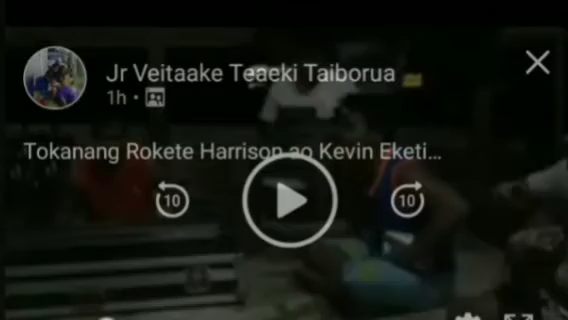 Jr Veitaake Teaeki Taiborua
1h •
Tokanang Rokete Harrison ao Kevin Eketi...
10
10